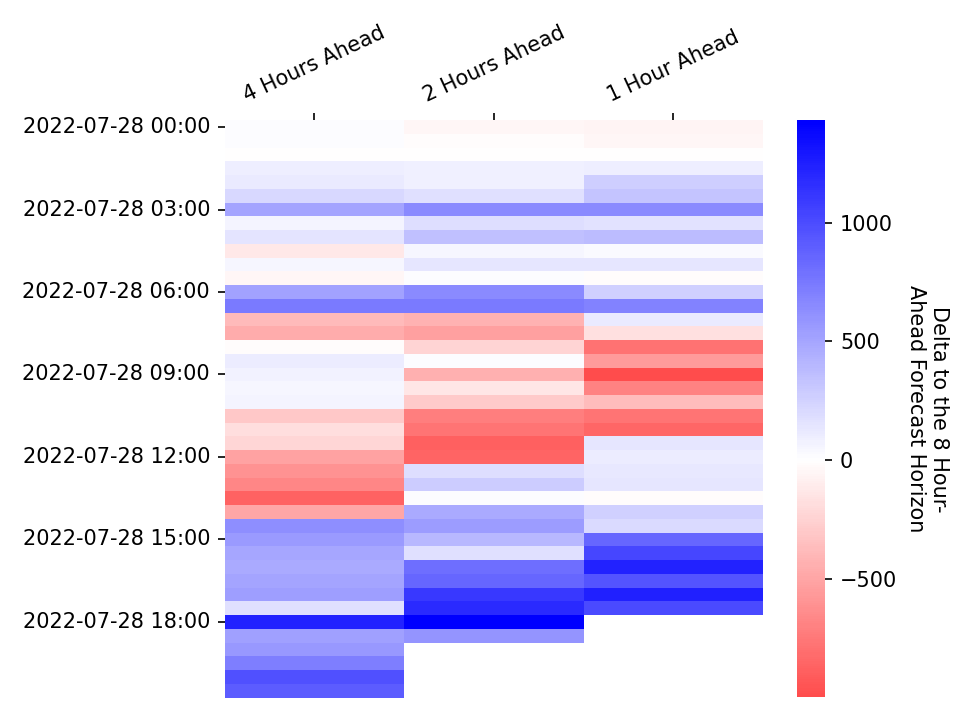 4 Hours Ahead
2 Hours Ahead
1 Hour Ahead
2022-07-28 00:00
2022-07-28 03:00
2022-07-28 06:00
2022-07-28 09:00
2022-07-28 12:00
2022-07-28 15:00
2022-07-28 18:00
1000
500
0
−500
Delta to the 8 Hour-
Ahead Forecast Horizon